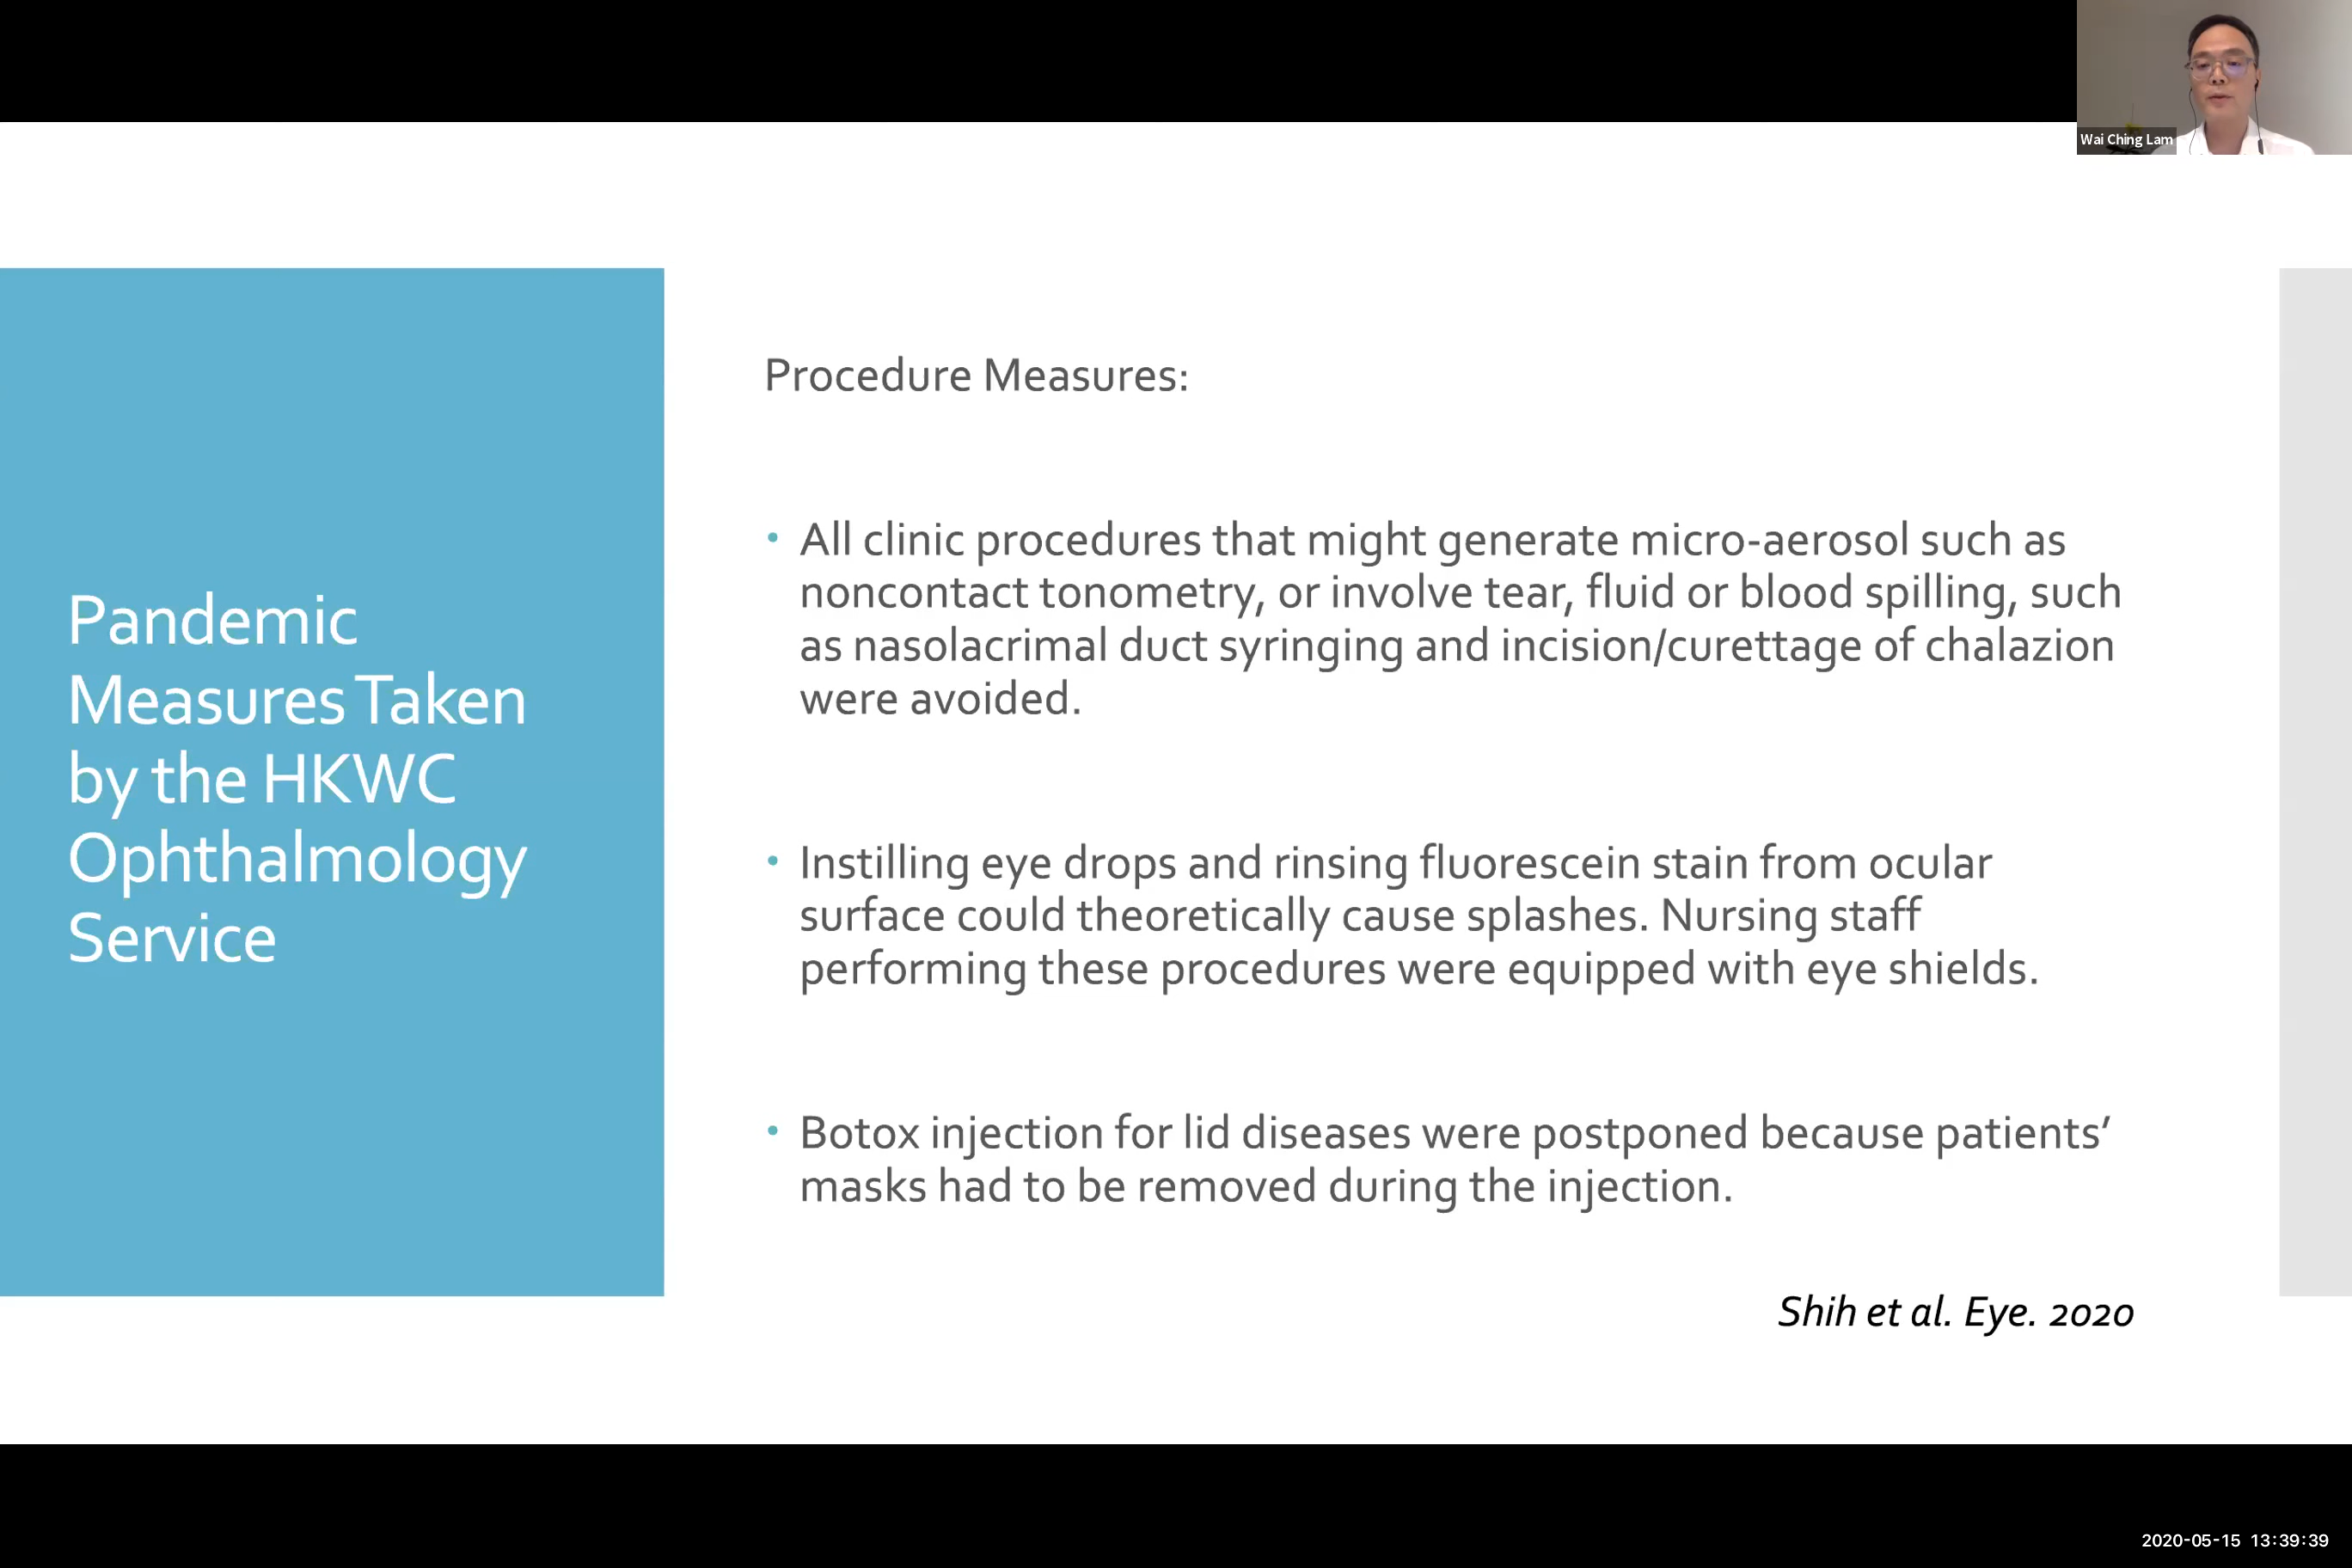 Wai Ching Lam
Pandemic
Measures Taken
by the HKWC
Ophthalmology
Service
Procedure Measures:
• All clinic procedures that might generate micro-aerosol such as
noncontact tonometry, or involve tear, fluid or blood spilling, such
as nasolacrimal duct syringing and incision/curettage of chalazion
were avoided.
• Instilling eye drops and rinsing fluorescein stain from ocular
surface could theoretically cause splashes. Nursing staff
performing these procedures were equipped with eye shields.
• Botox injection for lid diseases were postponed because patients’
masks had to be removed during the injection.
Shih et al. Eye. 2020
2020-05-15 13:39:39